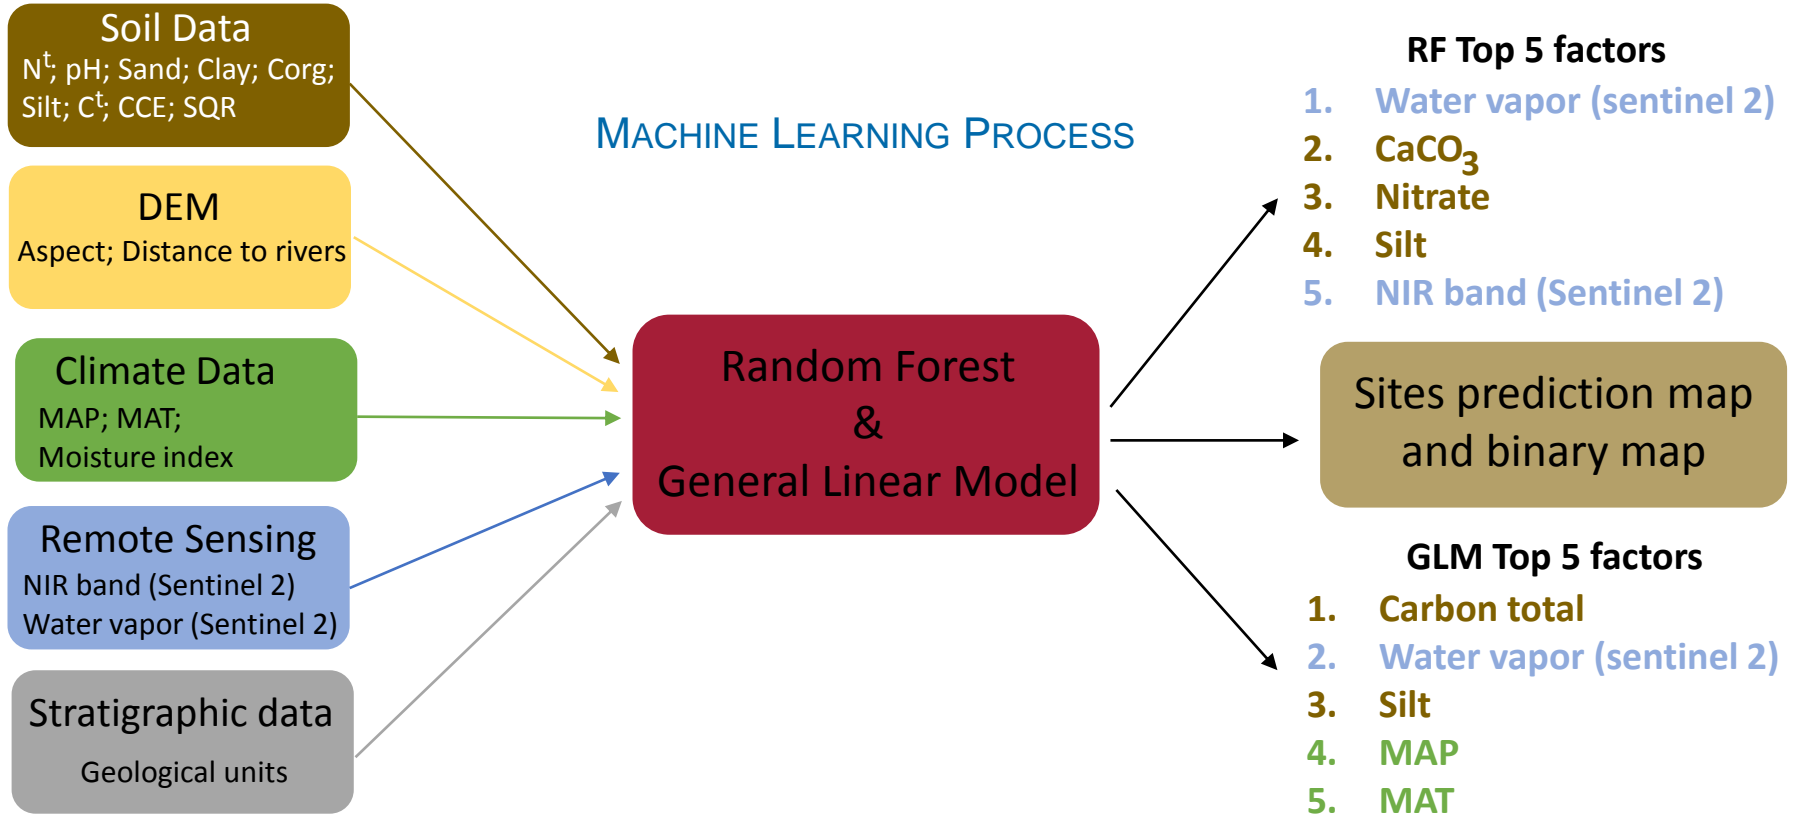 Soil Data
Nᵗ; pH; Sand; Clay; Corg;
Silt; Cᵗ; CCE; SQR
DEM
Aspect; Distance to rivers
Climate Data
MAP; MAT;
Moisture index
Remote Sensing
NIR band (Sentinel 2)
Water vapor (Sentinel 2)
Stratigraphic data
Geological units
MACHINE LEARNING PROCESS
Random Forest
&
General Linear Model
RF Top 5 factors
1. Water vapor (sentinel 2)
2. CaCO₃
3. Nitrate
4. Silt
5. NIR band (Sentinel 2)
Sites prediction map
and binary map
GLM Top 5 factors
1. Carbon total
2. Water vapor (sentinel 2)
3. Silt
4. MAP
5. MAT